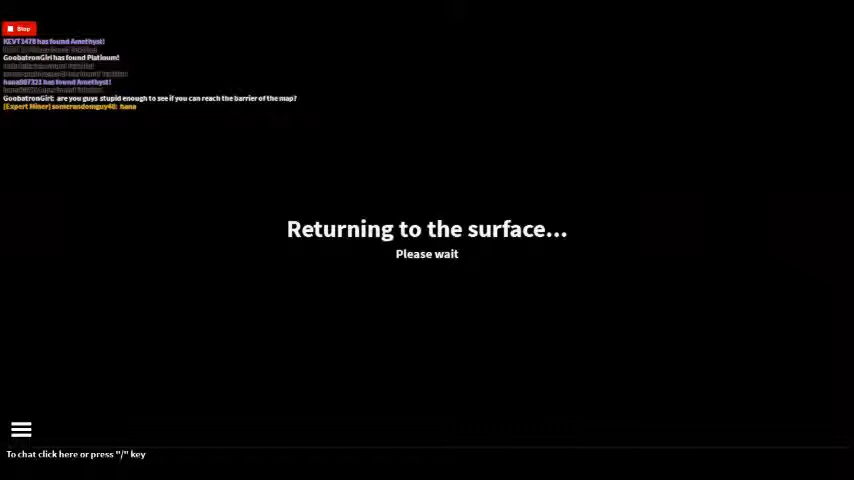 Stop
KEVT1478 has found Amethyst!
GoobatronGirl has found Platinum!
hana987321 has found Amethyst!
GoobatronGirl: are you guys stupid enough to see if you can reach the barrier of the map?
[Expert Miner] somerandomguy48: hana
Returning to the surface...
Please wait
To chat click here or press "/" key